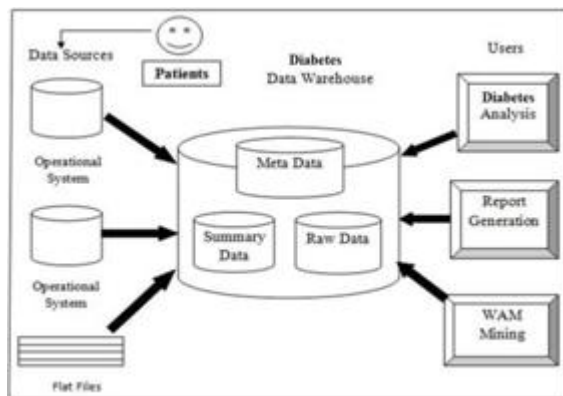 Data Sources
Patients
Operational
System
Operational
System
Flat Files
Diabetes
Data Warehouse
Meta Data
Summary
Data
Raw Data
Users
Diabetes
Analysis
Report
Generation
WAM
Mining